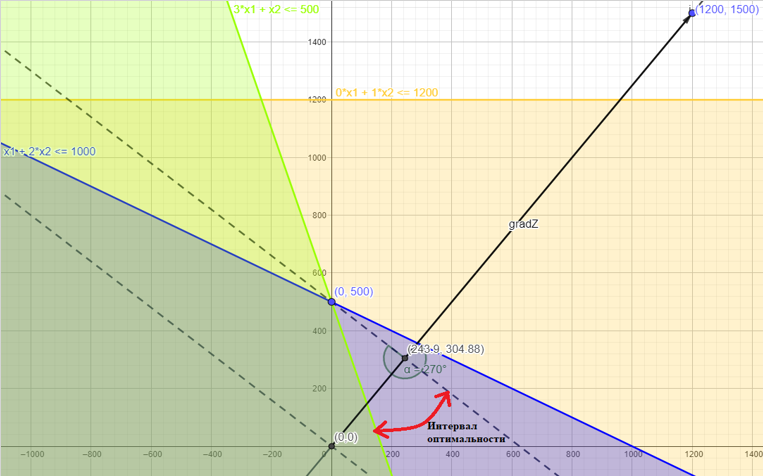 3*x1 + x2 <= 500
(1200, 1500)
1400
0*x1 + 1*x2 <= 1200
1200
x1 + 2*x2 <= 1000
1000
800
gradZ
600
(0, 500)
400
(243.9, 304.88)
α = 270°
200
Интервал
оптимальности
(0 0)
-1000 -800 -600 -400 -200 0 200 400 600 800 1000 1200 1400